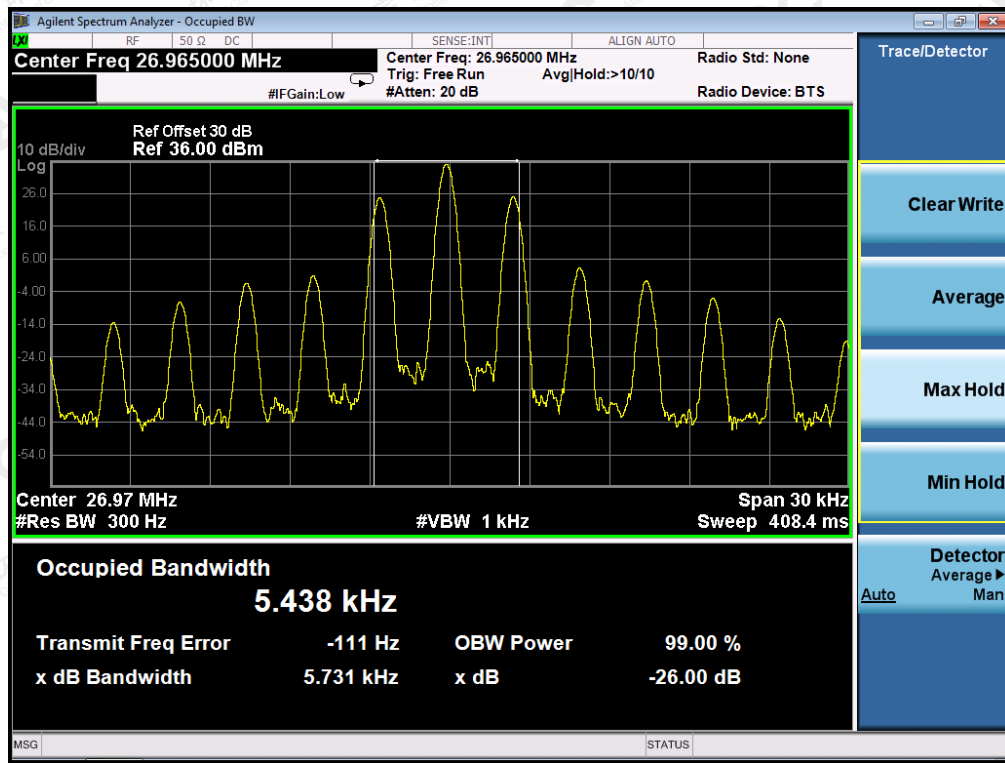 Agilent Spectrum Analyzer - Occupied BW
LXI RF 50 Ω DC SENSE:INT ALIGN AUTO
Center Freq 26.965000 MHz
Center Freq: 26.965000 MHz Radio Std: None
Trig: Free Run Avg|Hold:>10/10
#IFGain:Low #Atten: 20 dB Radio Device: BTS
Ref Offset 30 dB
10 dB/div Ref 36.00 dBm
Log
26.0
16.0
6.00
-4.00
-14.0
-24.0
-34.0
-44.0
-54.0
Center 26.97 MHz Span 30 kHz
#Res BW 300 Hz #VBW 1 kHz Sweep 408.4 ms
Occupied Bandwidth
5.438 kHz
Transmit Freq Error -111 Hz OBW Power 99.00 %
x dB Bandwidth 5.731 kHz x dB -26.00 dB
MSG STATUS
Trace/Detector
Clear Write
Average
Max Hold
Min Hold
Detector
Average
Auto Man